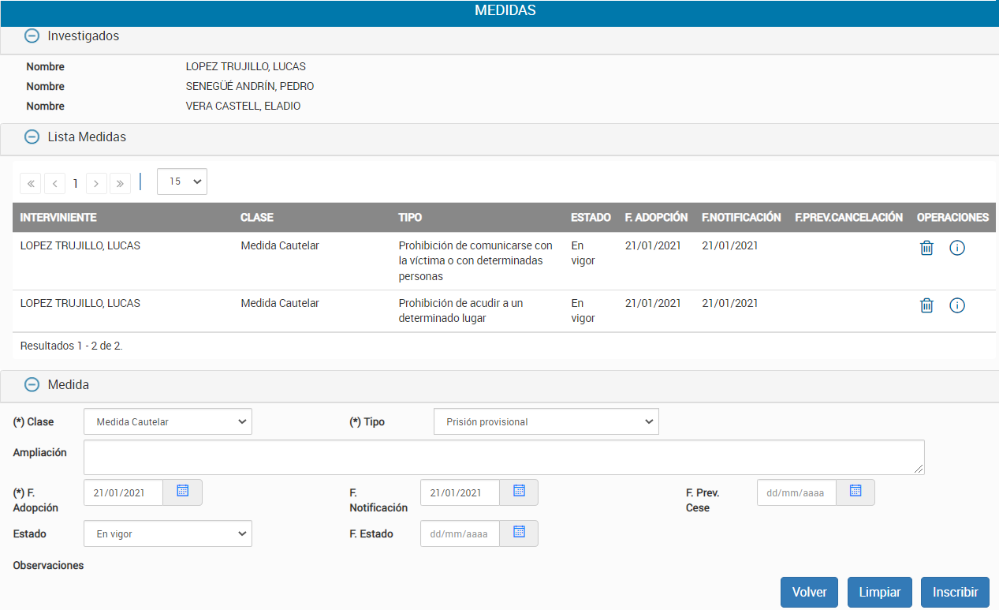 MEDIDAS
Investigados
Nombre LOPEZ TRUJILLO, LUCAS
Nombre SENEGÜÉ ANDRÍN, PEDRO
Nombre VERA CASTELL, ELADIO
Lista Medidas
« ‹ 1 › » | 15
INTERVINIENTE CLASE TIPO ESTADO F. ADOPCIÓN F.NOTIFICACIÓN F.PREV.CANCELACIÓN OPERACIONES
LOPEZ TRUJILLO, LUCAS Medida Cautelar Prohibición de comunicarse con En 21/01/2021 21/01/2021
la víctima o con determinadas vigor
personas
LOPEZ TRUJILLO, LUCAS Medida Cautelar Prohibición de acudir a un En 21/01/2021 21/01/2021
determinado lugar vigor
Resultados 1 - 2 de 2.
Medida
(*) Clase Medida Cautelar (*) Tipo Prisión provisional
Ampliación
(*) F. 21/01/2021 F. 21/01/2021 F. Prev. dd/mm/aaaa
Adopción Notificación Cese
Estado En vigor F. Estado dd/mm/aaaa
Observaciones
Volver Limpiar Inscribir